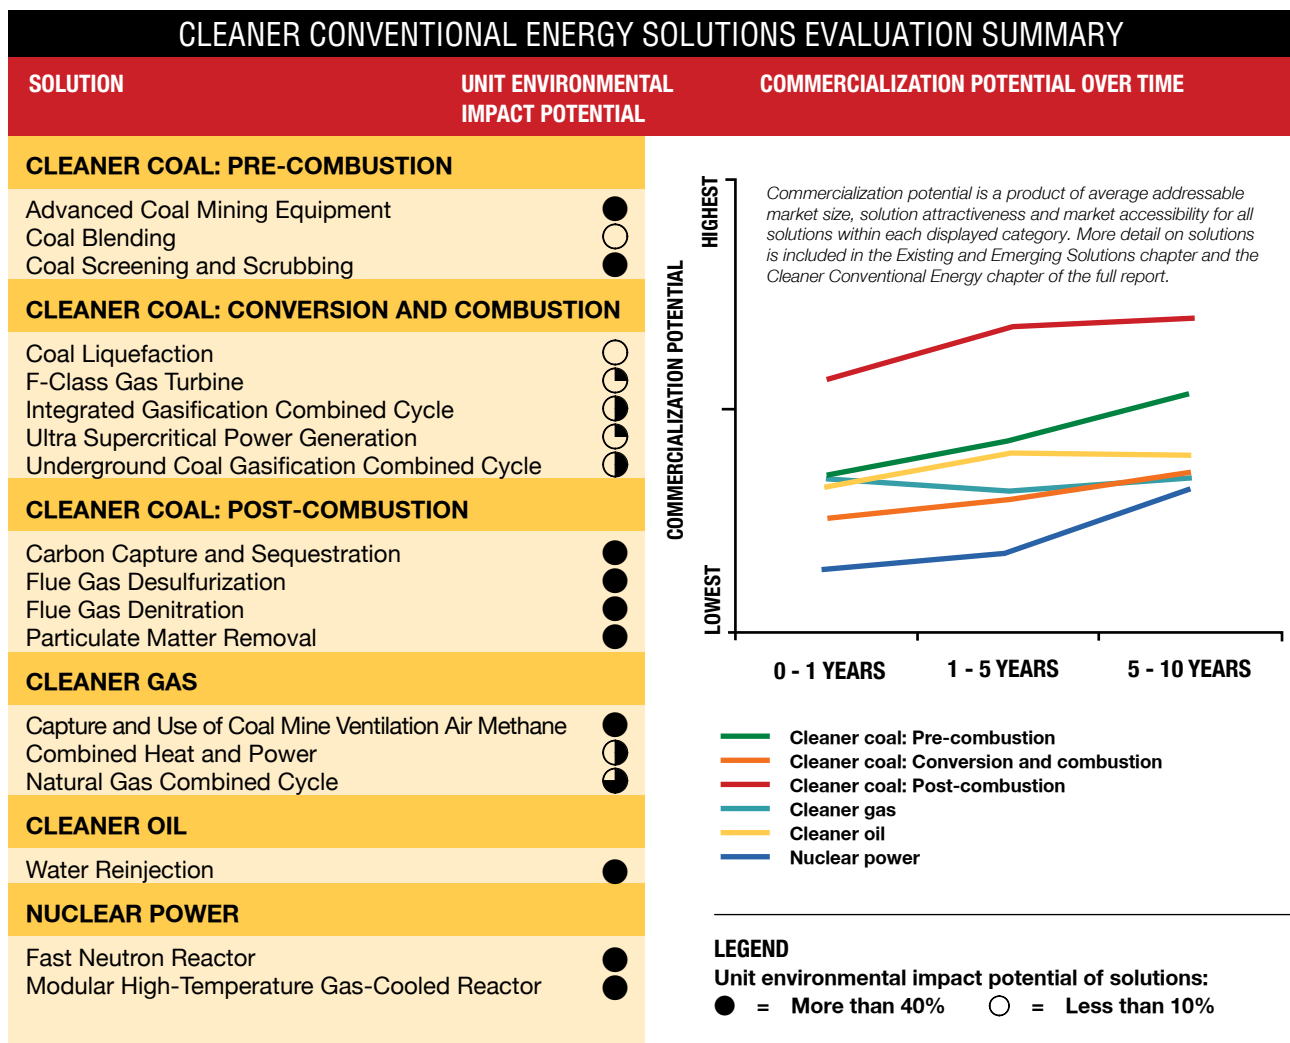 CLEANER CONVENTIONAL ENERGY SOLUTIONS EVALUATION SUMMARY
SOLUTION
UNIT ENVIRONMENTAL
IMPACT POTENTIAL
COMMERCIALIZATION POTENTIAL OVER TIME
CLEANER COAL: PRE-COMBUSTION
Advanced Coal Mining Equipment
Coal Blending
Coal Screening and Scrubbing
CLEANER COAL: CONVERSION AND COMBUSTION
Coal Liquefaction
F-Class Gas Turbine
Integrated Gasification Combined Cycle
Ultra Supercritical Power Generation
Underground Coal Gasification Combined Cycle
CLEANER COAL: POST-COMBUSTION
Carbon Capture and Sequestration
Flue Gas Desulfurization
Flue Gas Denitration
Particulate Matter Removal
CLEANER GAS
Capture and Use of Coal Mine Ventilation Air Methane
Combined Heat and Power
Natural Gas Combined Cycle
CLEANER OIL
Water Reinjection
NUCLEAR POWER
Fast Neutron Reactor
Modular High-Temperature Gas-Cooled Reactor
Commercialization potential is a product of average addressable
market size, solution attractiveness and market accessibility for all
solutions within each displayed category. More detail on solutions
is included in the Existing and Emerging Solutions chapter and the
Cleaner Conventional Energy chapter of the full report.
HIGHEST
COMMERCIALIZATION POTENTIAL
LOWEST
0 - 1 YEARS
1 - 5 YEARS
5 - 10 YEARS
Cleaner coal: Pre-combustion
Cleaner coal: Conversion and combustion
Cleaner coal: Post-combustion
Cleaner gas
Cleaner oil
Nuclear power
LEGEND
Unit environmental impact potential of solutions:
= More than 40% = Less than 10%